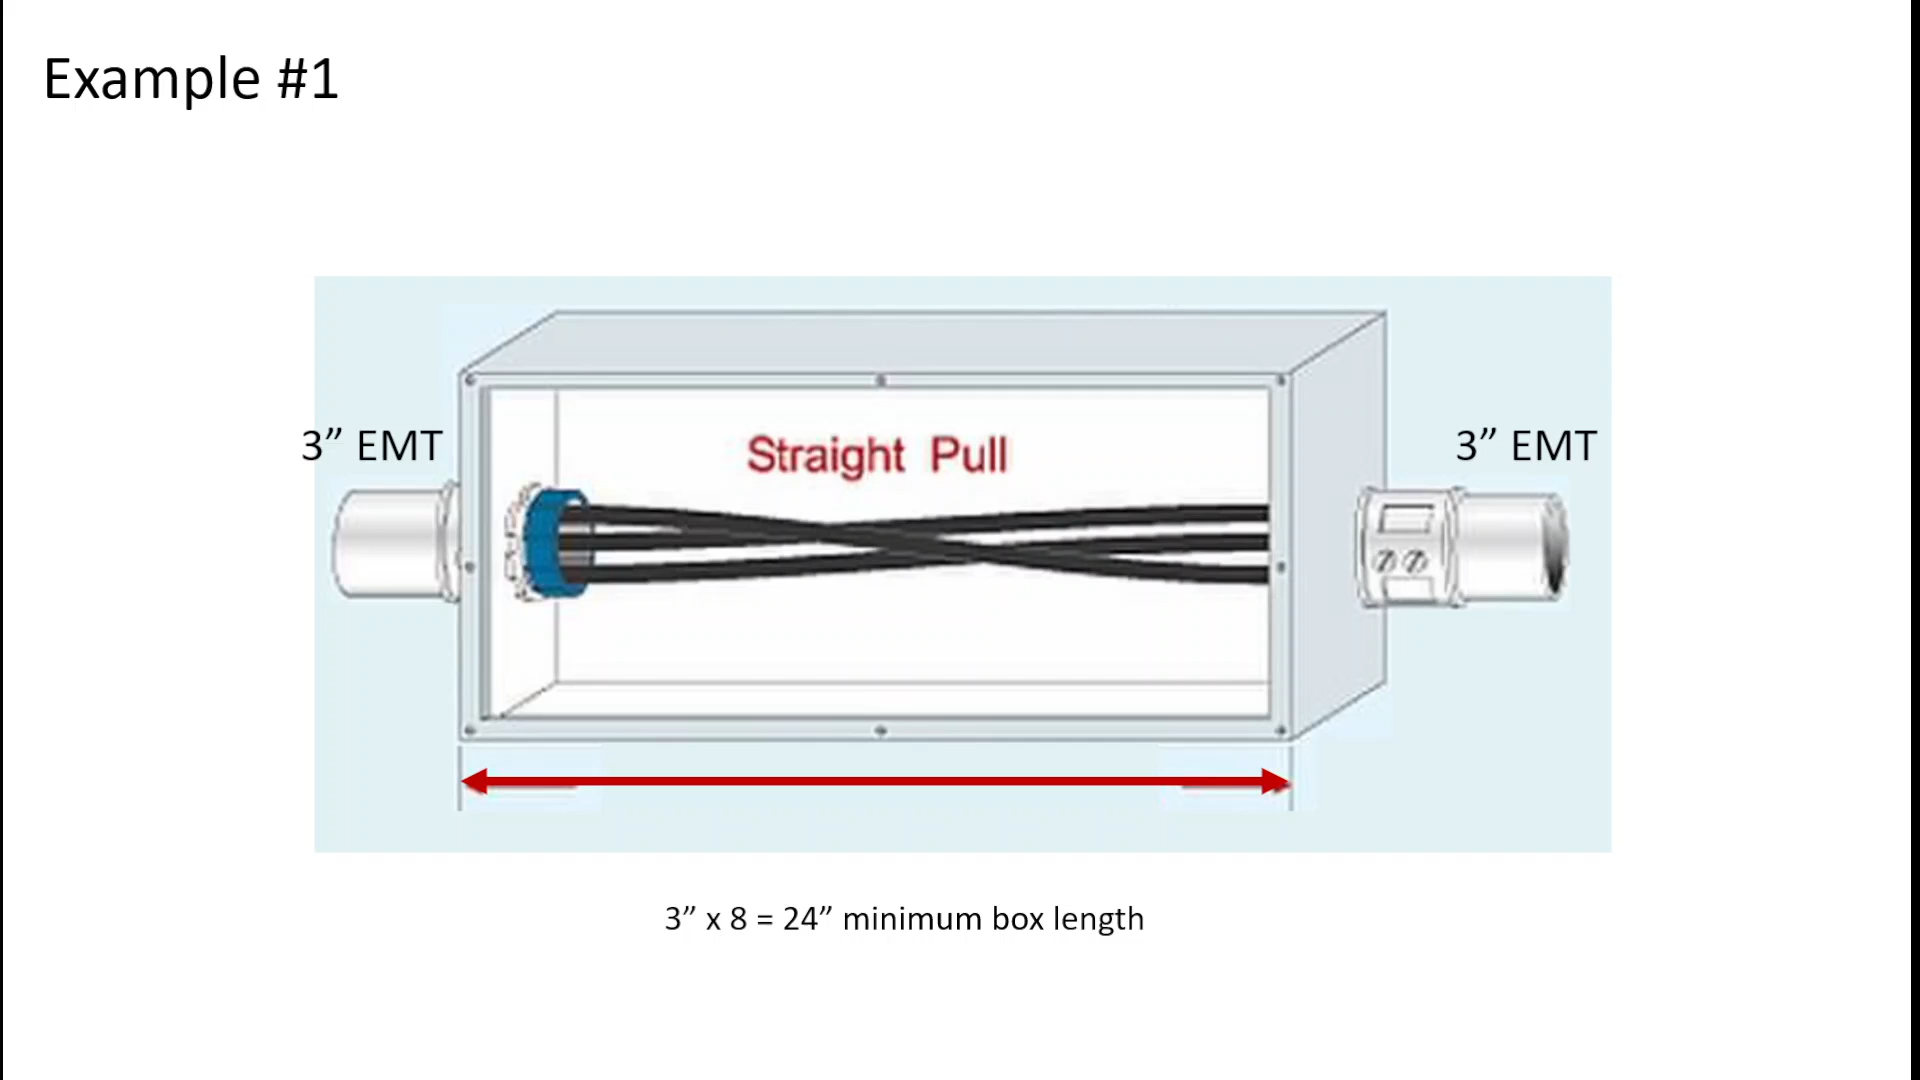 Example #1
3” EMT
Straight Pull
3” EMT
3” x 8 = 24” minimum box length